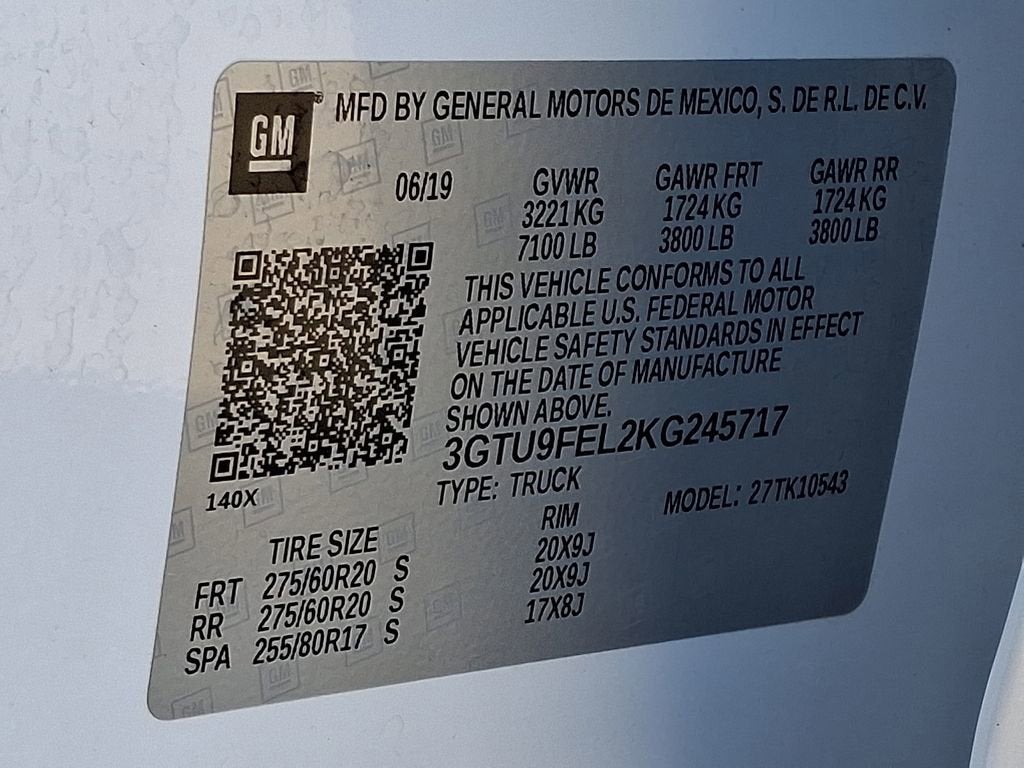 GM
MFD BY GENERAL MOTORS DE MEXICO, S. DE R.L. DE C.V.
06/19
GVWR GAWR FRT GAWR RR
3221 KG 1724 KG 1724 KG
7100 LB 3800 LB 3800 LB
THIS VEHICLE CONFORMS TO ALL
APPLICABLE U.S. FEDERAL MOTOR
VEHICLE SAFETY STANDARDS IN EFFECT
ON THE DATE OF MANUFACTURE
SHOWN ABOVE.
3GTU9FEL2KG245717
140X
TYPE: TRUCK MODEL: 27TK10543
TIRE SIZE RIM
FRT 275/60R20 S 20X9J
RR 275/60R20 S 20X9J
SPA 255/80R17 S 17X8J